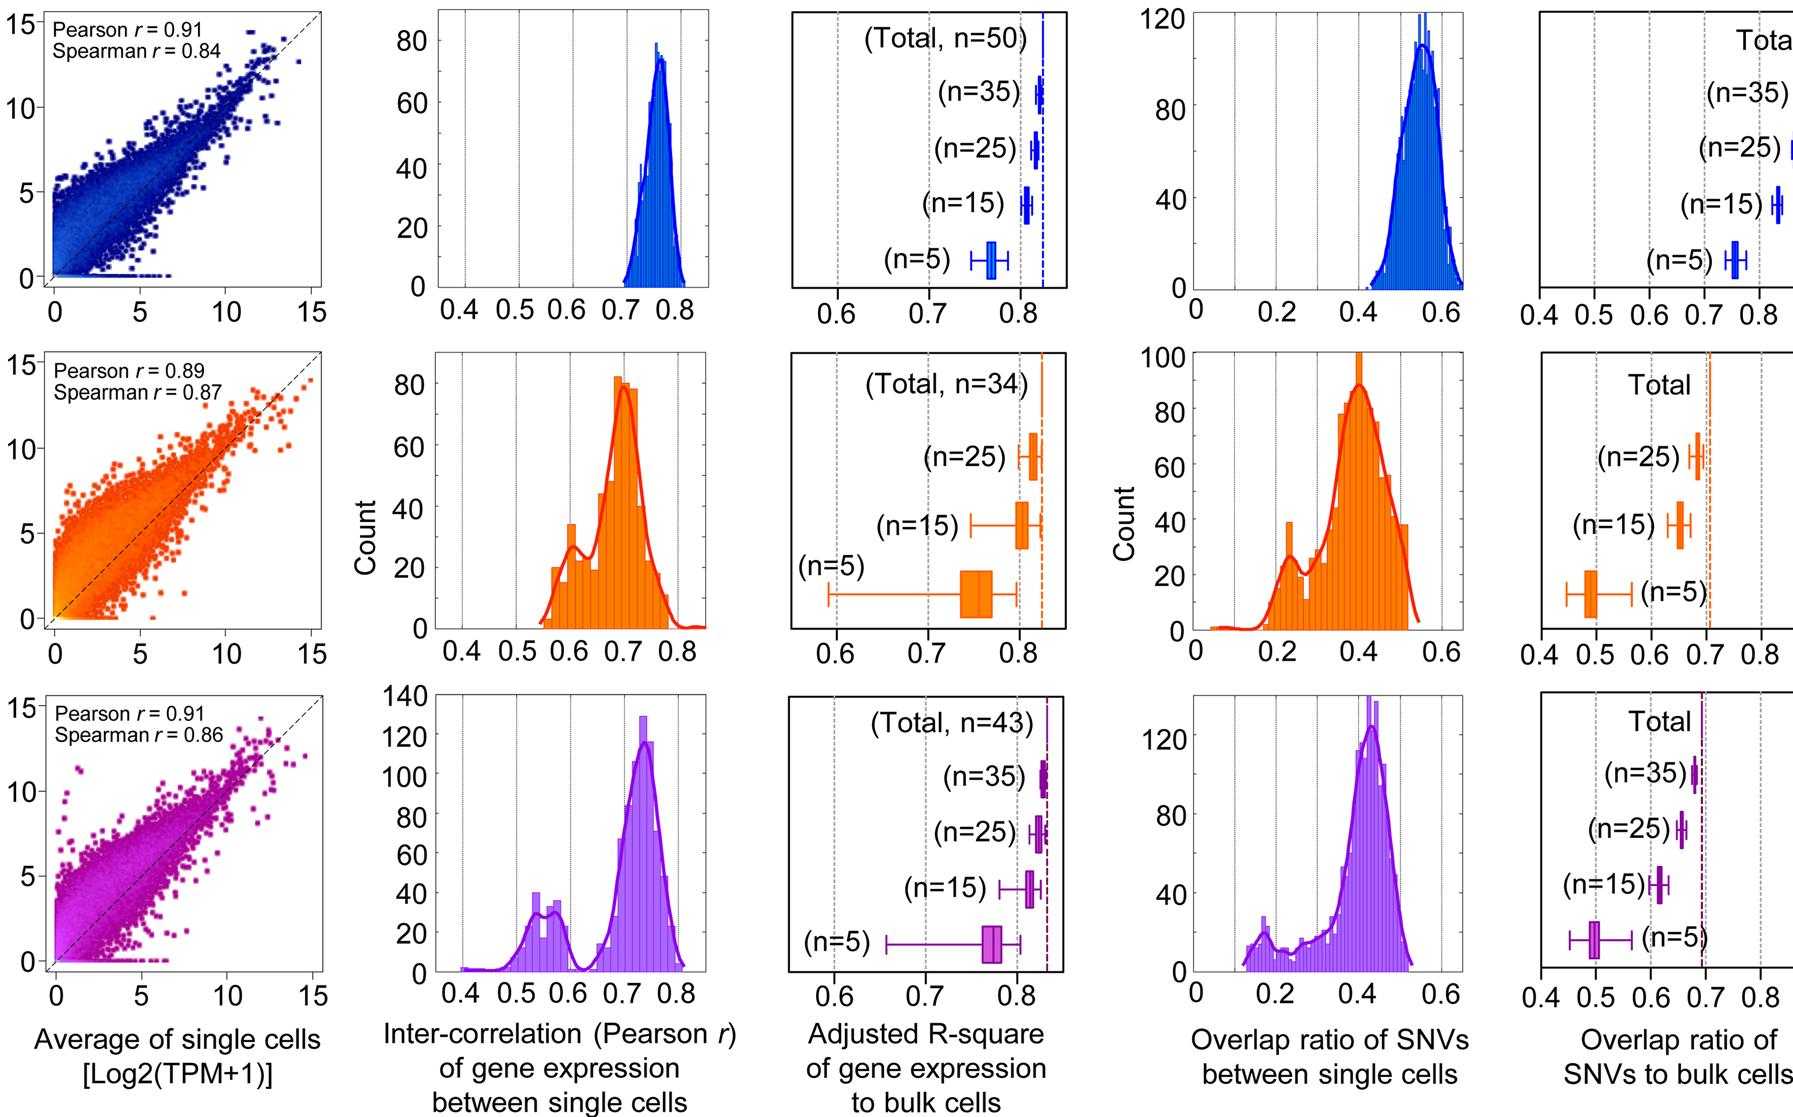 15
10
5
0
0 5 10 15
Pearson r = 0.91
Spearman r = 0.84
80
60
40
20
0
0.4 0.5 0.6 0.7 0.8
(Total, n=50)
(n=35)
(n=25)
(n=15)
(n=5)
0.6 0.7 0.8
120
80
40
0
0 0.2 0.4 0.6
(n=35)
(n=25)
(n=15)
(n=5)
0.4 0.5 0.6 0.7 0.8
15
10
5
0
0 5 10 15
Pearson r = 0.89
Spearman r = 0.87
Count
80
60
40
20
0
0.4 0.5 0.6 0.7 0.8
(Total, n=34)
(n=25)
(n=15)
(n=5)
0.6 0.7 0.8
Count
100
80
60
40
20
0
0 0.2 0.4 0.6
Total
(n=25)
(n=15)
(n=5)
0.4 0.5 0.6 0.7 0.8
15
10
5
0
0 5 10 15
Pearson r = 0.91
Spearman r = 0.86
140
120
100
80
60
40
20
0
0.4 0.5 0.6 0.7 0.8
(Total, n=43)
(n=35)
(n=25)
(n=15)
(n=5)
0.6 0.7 0.8
120
80
40
0
0 0.2 0.4 0.6
Total
(n=35)
(n=25)
(n=15)
(n=5)
0.4 0.5 0.6 0.7 0.8
Average of single cells
[Log2(TPM+1)]
Inter-correlation (Pearson r)
of gene expression
between single cells
Adjusted R-square
of gene expression
to bulk cells
Overlap ratio of SNVs
between single cells
Overlap ratio of
SNVs to bulk cells